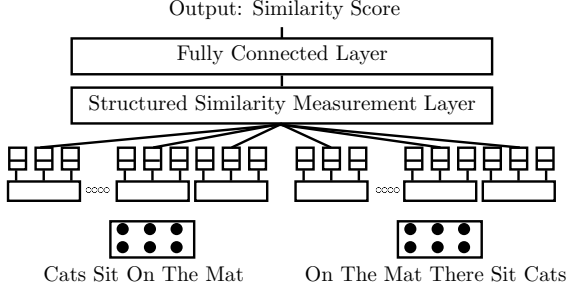 Output: Similarity Score
Fully Connected Layer
Structured Similarity Measurement Layer
Cats Sit On The Mat
On The Mat There Sit Cats